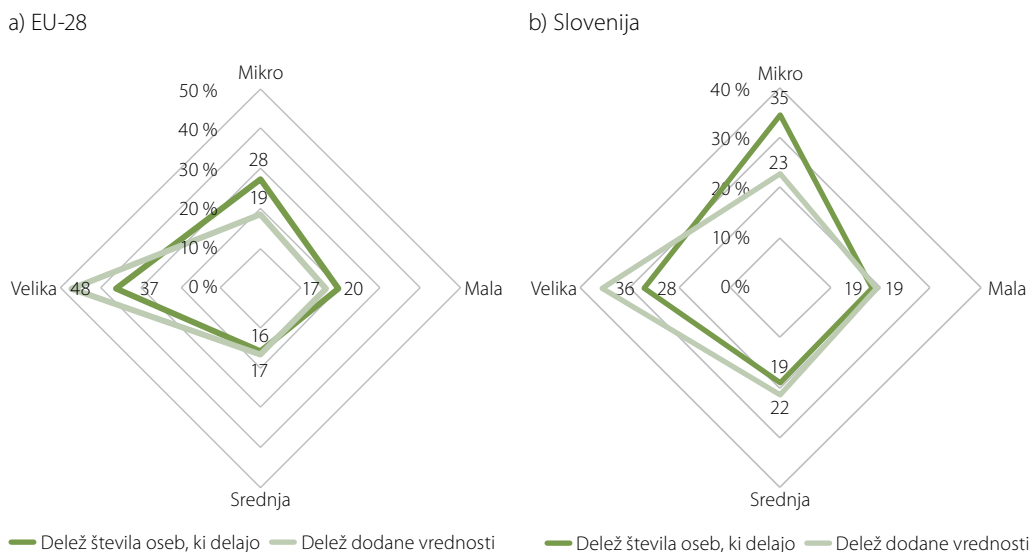 a) EU-28
Mikro
50 %
40 %
30 %
20 %
10 %
0 %
28
19
Velika
48
37
17
20
Mala
16
17
Srednja
Delež števila oseb, ki delajo
Delež dodane vrednosti
b) Slovenija
Mikro
40 %
35
30 %
23
20 %
10 %
0 %
Velika
36
28
19
19
Mala
19
22
Srednja
Delež števila oseb, ki delajo
Delež dodane vrednosti